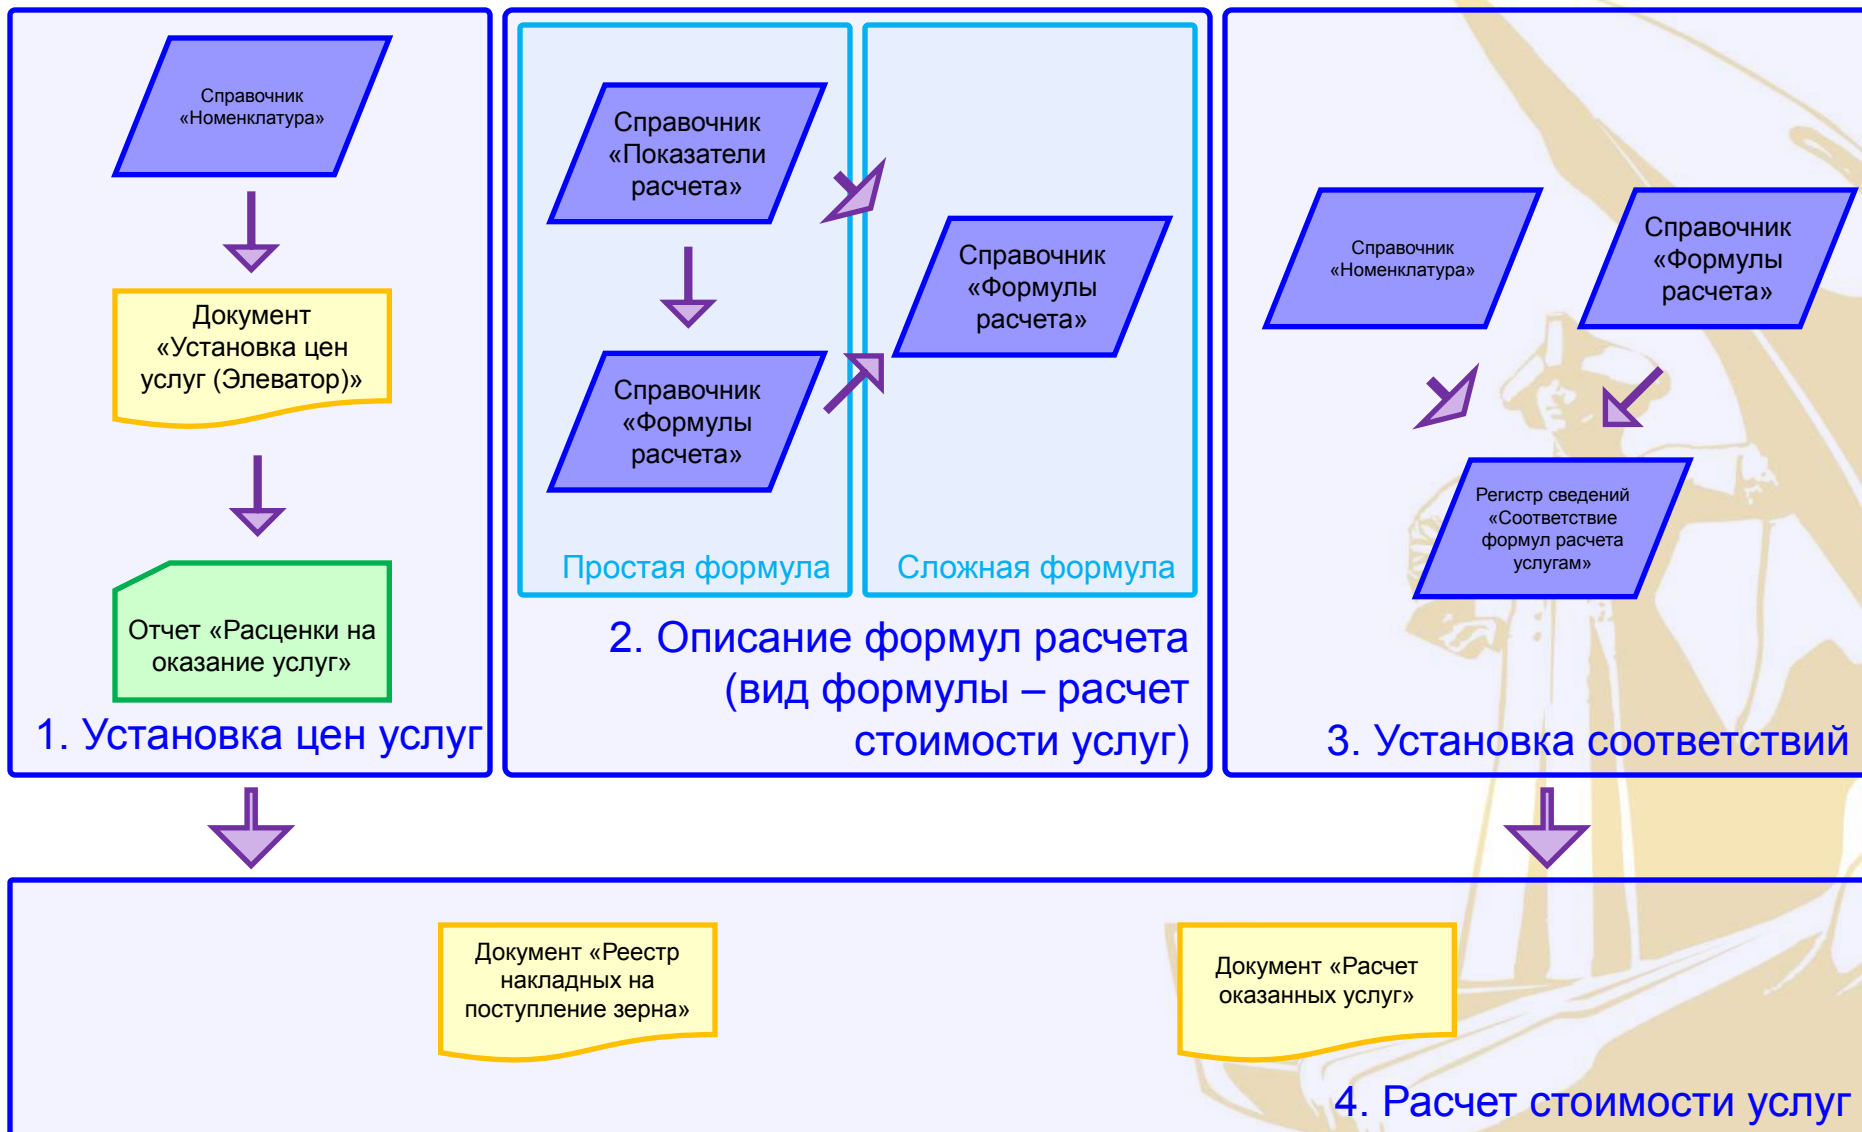 Справочник
«Номенклатура»
Документ
«Установка цен
услуг (Элеватор)»
Отчет «Расценки на
оказание услуг»
1. Установка цен услуг
Справочник
«Показатели
расчета»
Справочник
«Формулы
расчета»
Простая формула
Справочник
«Формулы
расчета»
Сложная формула
2. Описание формул расчета
(вид формулы – расчет
стоимости услуг)
Справочник
«Номенклатура»
Справочник
«Формулы
расчета»
Регистр сведений
«Соответствие
формул расчета
услугам»
3. Установка соответствий
Документ «Реестр
накладных на
поступление зерна»
Документ «Расчет
оказанных услуг»
4. Расчет стоимости услуг